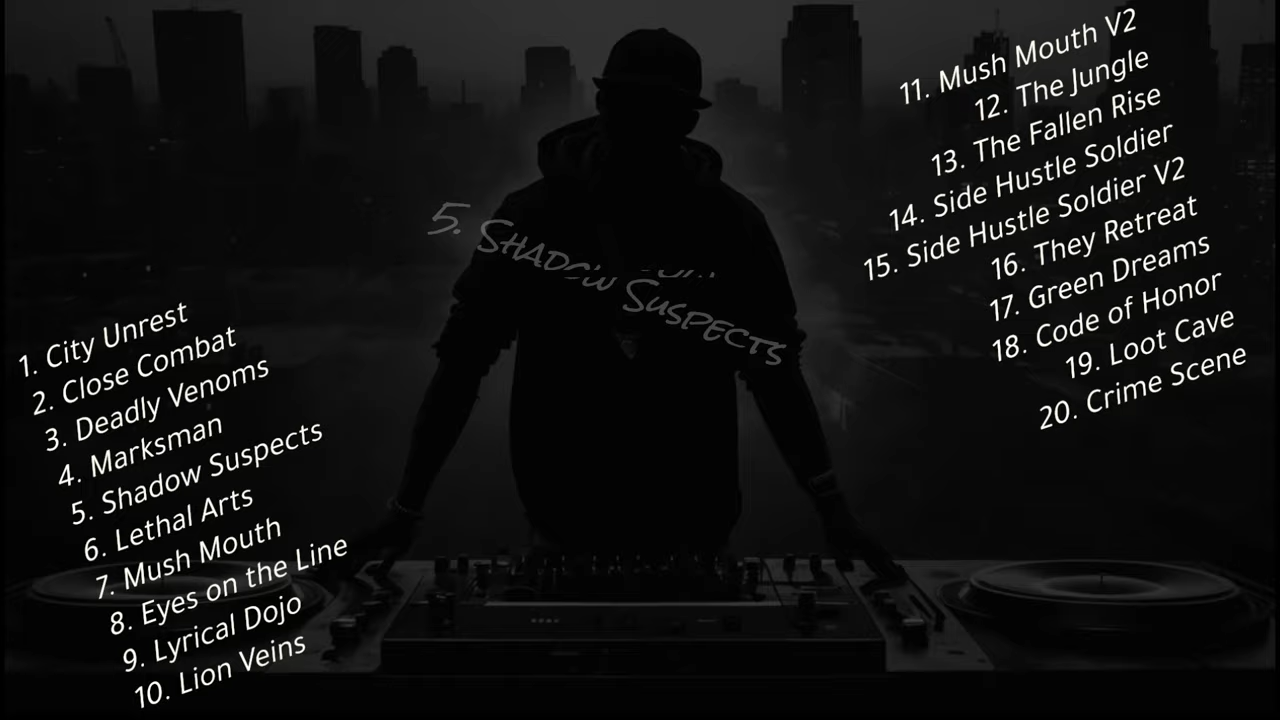 1. City Unrest
2. Close Combat
3. Deadly Venoms
4. Marksman
5. Shadow Suspects
6. Lethal Arts
7. Mush Mouth
8. Eyes on the Line
9. Lyrical Dojo
10. Lion Veins
5. Shadow Suspects
11. Mush Mouth V2
12. The Jungle
13. The Fallen Rise
14. Side Hustle Soldier
15. Side Hustle Soldier V2
16. They Retreat
17. Green Dreams
18. Code of Honor
19. Loot Cave
20. Crime Scene